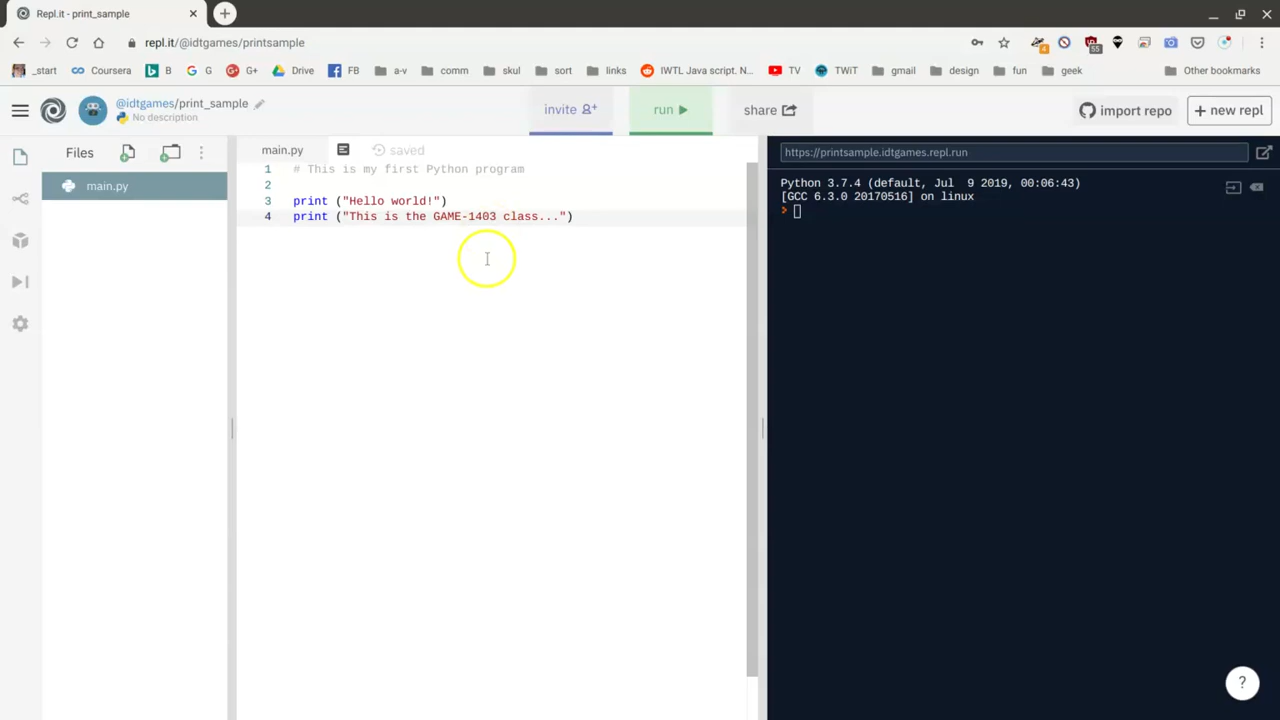 Repl.it - print_sample
repl.it/@idtgames/printsample
4
55
_start
Coursera
B
G
G+
Drive
FB
a-v
comm
skul
sort
links
IWTL Java script. N...
TV
TWiT
gmail
design
fun
geek
Other bookmarks
@idtgames/print_sample
No description
invite
run
share
import repo
+ new repl
Files
main.py
main.py
saved
1 # This is my first Python program
2
3 print ("Hello world!")
4 print ("This is the GAME-1403 class...")
https://printsample.idtgames.repl.run
Python 3.7.4 (default, Jul  9 2019, 00:06:43)
[GCC 6.3.0 20170516] on linux
>
?